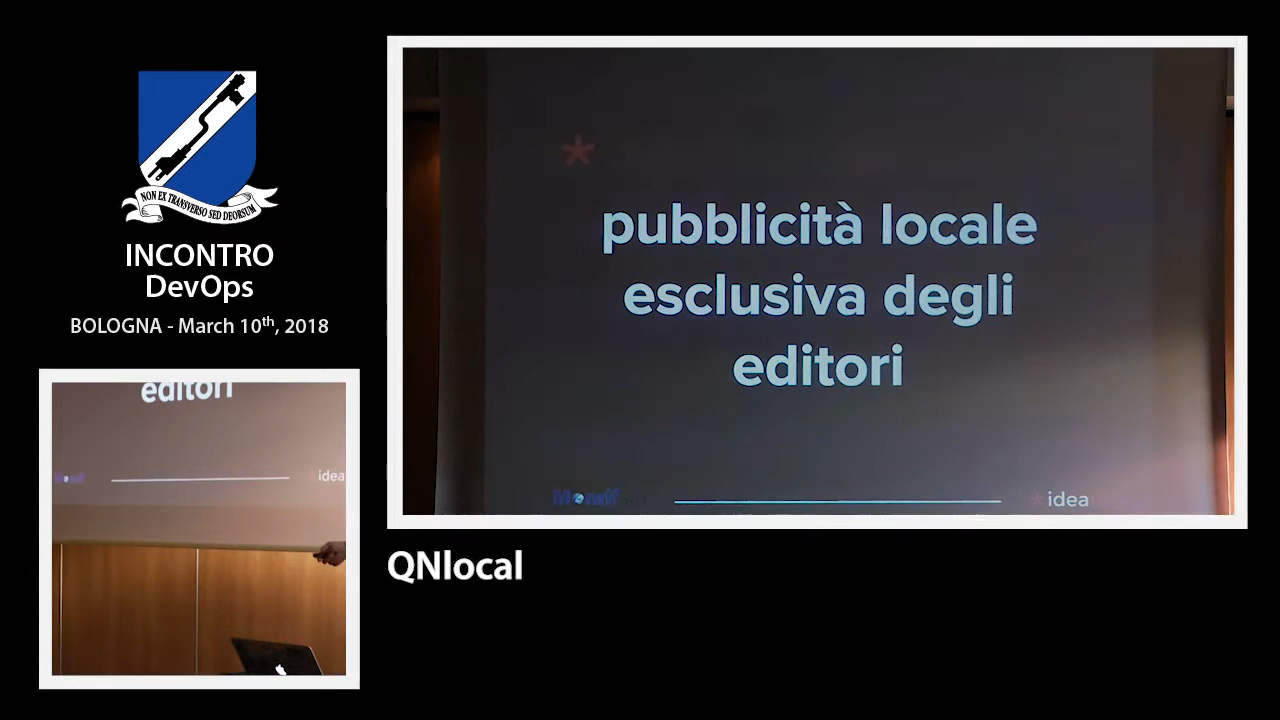 NON EX TRANSVERSO SED DEORSUM
INCONTRO
DevOps
BOLOGNA - March 10th, 2018
editori
idea
pubblicità locale
esclusiva degli
editori
* idea
QNlocal